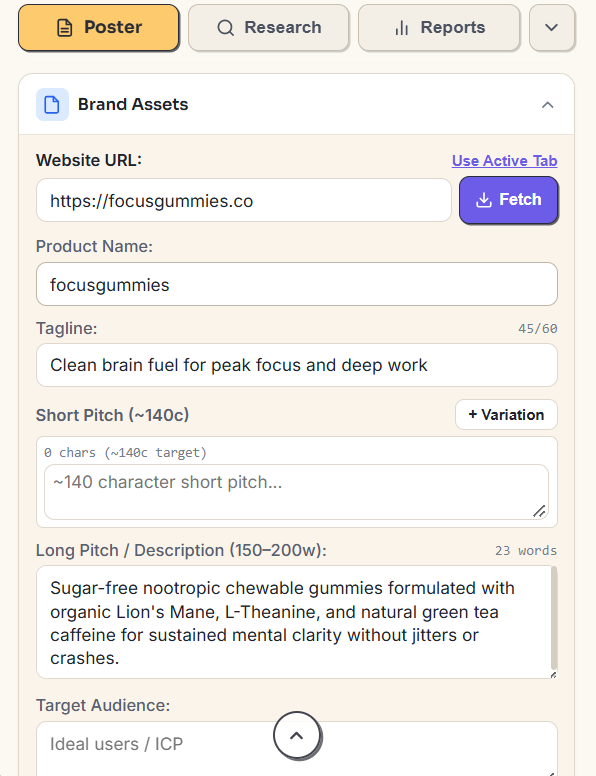 Poster
Research
Reports
Brand Assets
Website URL:
Use Active Tab
https://focusgummies.co
Fetch
Product Name:
focusgummies
Tagline:
45/60
Clean brain fuel for peak focus and deep work
Short Pitch (~140c)
+ Variation
0 chars (~140c target)
~140 character short pitch...
Long Pitch / Description (150–200w):
23 words
Sugar-free nootropic chewable gummies formulated with
organic Lion's Mane, L-Theanine, and natural green tea
caffeine for sustained mental clarity without jitters or
crashes.
Target Audience:
Ideal users / ICP